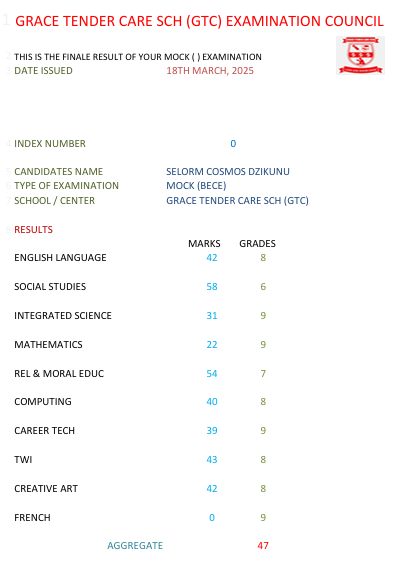 GRACE TENDER CARE SCH (GTC) EXAMINATION COUNCIL
THIS IS THE FINALE RESULT OF YOUR MOCK ( ) EXAMINATION
DATE ISSUED 18TH MARCH, 2025
INDEX NUMBER 0
CANDIDATES NAME SELORM COSMOS DZIKUNU
TYPE OF EXAMINATION MOCK (BECE)
SCHOOL / CENTER GRACE TENDER CARE SCH (GTC)
RESULTS
MARKS GRADES
ENGLISH LANGUAGE 42 8
SOCIAL STUDIES 58 6
INTEGRATED SCIENCE 31 9
MATHEMATICS 22 9
REL & MORAL EDUC 54 7
COMPUTING 40 8
CAREER TECH 39 9
TWI 43 8
CREATIVE ART 42 8
FRENCH 0 9
AGGREGATE 47